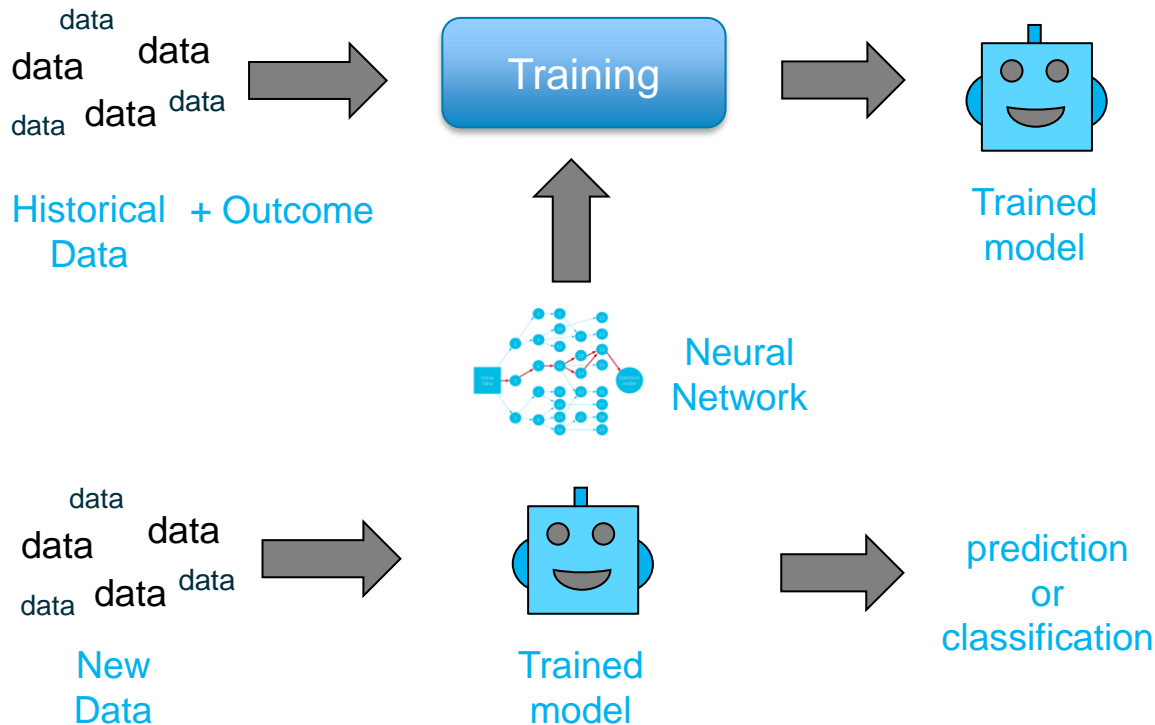 data
data
data
data
data
data
Training
Historical + Outcome
Data
Trained
model
Neural
Network
data
data
data
data
data
data
New
Data
Trained
model
prediction
or
classification